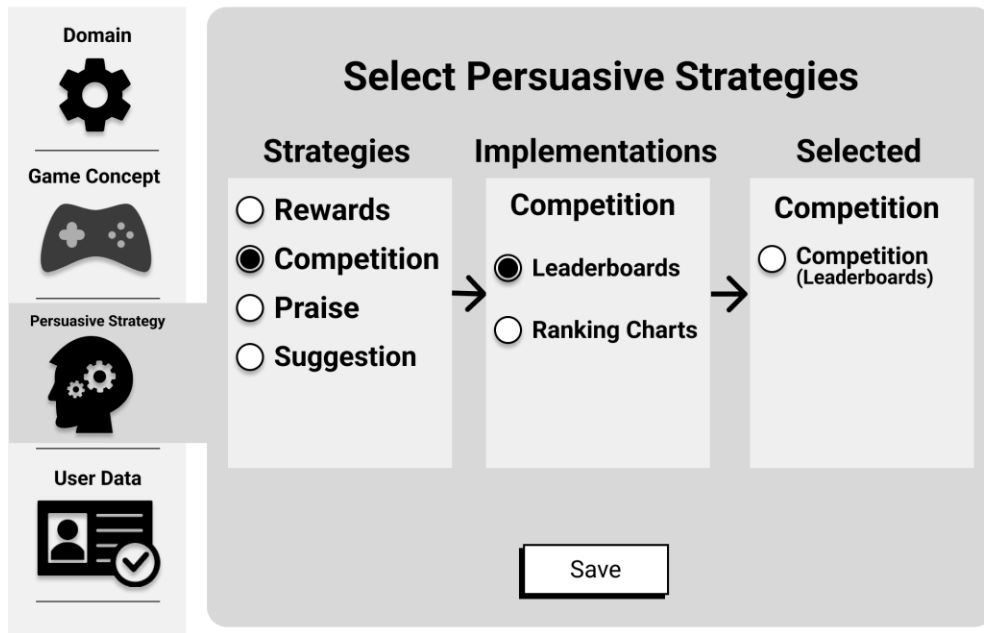 Domain
Game Concept
Persuasive Strategy
User Data
Select Persuasive Strategies
Strategies
Rewards
Competition
Praise
Suggestion
Implementations
Competition
Leaderboards
Ranking Charts
Selected
Competition
Competition
(Leaderboards)
Save